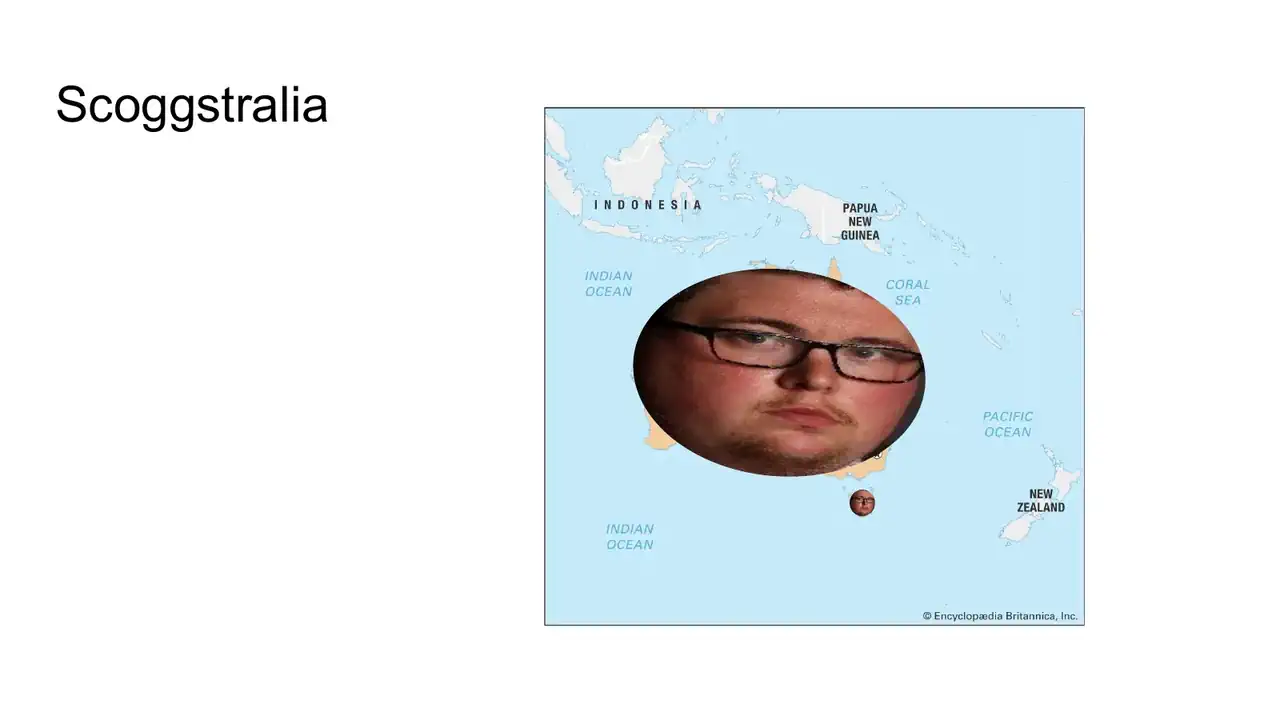 Scoggstralia
INDONESIA
PAPUA
NEW
GUINEA
INDIAN
OCEAN
CORAL
SEA
PACIFIC
OCEAN
NEW
ZEALAND
INDIAN
OCEAN
© Encyclopædia Britannica, Inc.